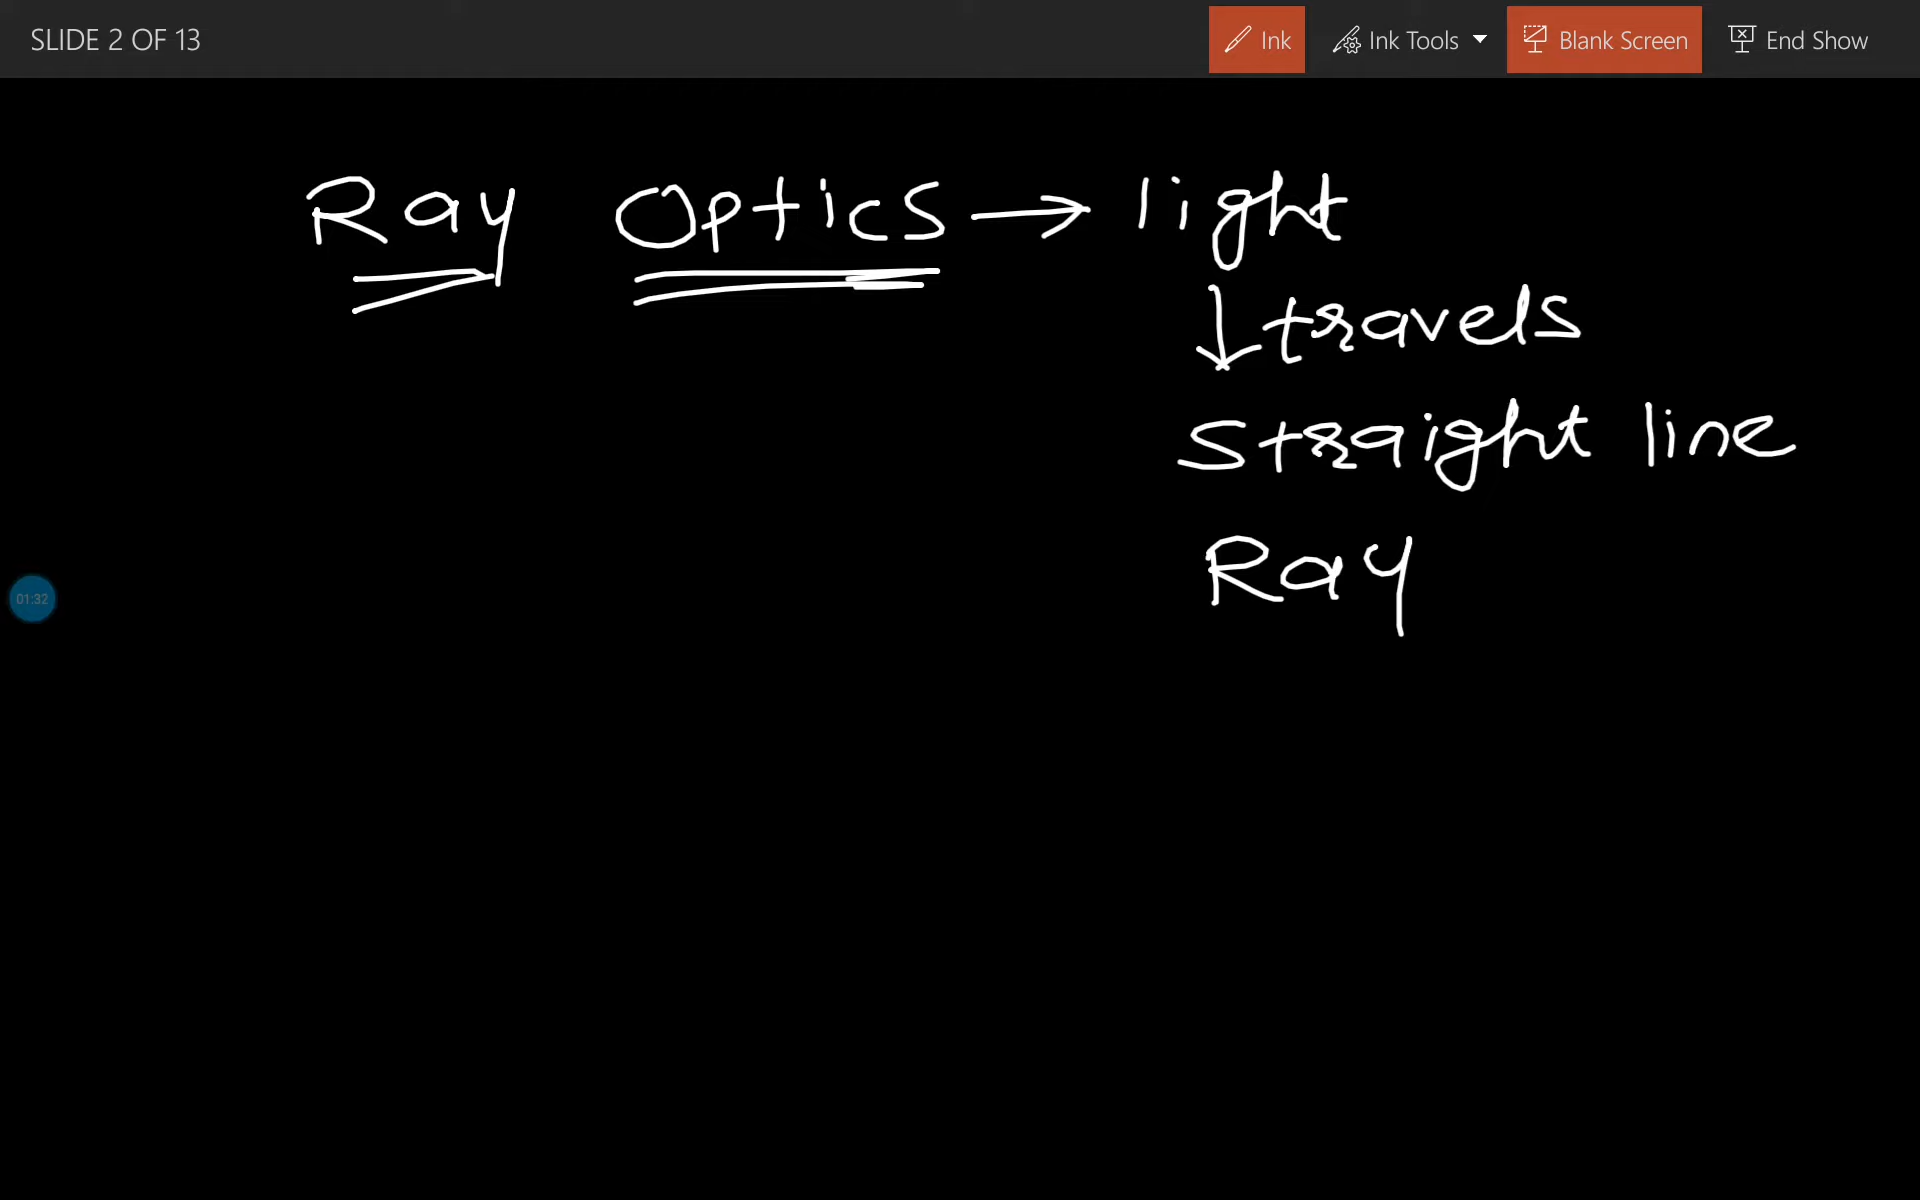 SLIDE 2 OF 13 Ink Ink Tools Blank Screen End Show
Ray Optics → light
↓ travels
straight line
Ray
01:32